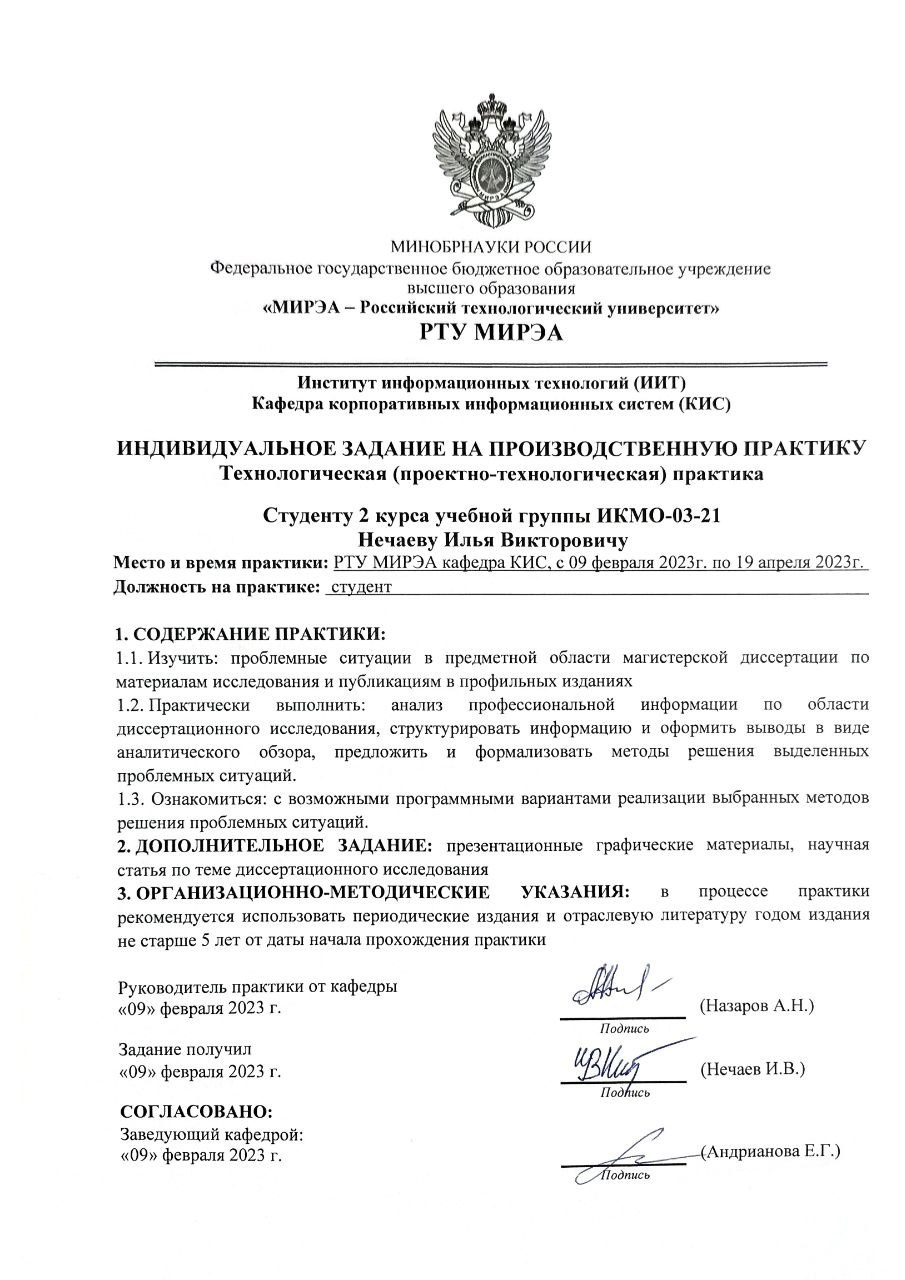 МИРЭА
МИНОБРНАУКИ РОССИИ
Федеральное государственное бюджетное образовательное учреждение
высшего образования
«МИРЭА – Российский технологический университет»
РТУ МИРЭА
Институт информационных технологий (ИИТ)
Кафедра корпоративных информационных систем (КИС)
ИНДИВИДУАЛЬНОЕ ЗАДАНИЕ НА ПРОИЗВОДСТВЕННУЮ ПРАКТИКУ
Технологическая (проектно-технологическая) практика
Студенту 2 курса учебной группы ИКМО-03-21
Нечаеву Илья Викторовичу
Место и время практики: РТУ МИРЭА кафедра КИС, с 09 февраля 2023г. по 19 апреля 2023г.
Должность на практике: студент
1. СОДЕРЖАНИЕ ПРАКТИКИ:
1.1. Изучить: проблемные ситуации в предметной области магистерской диссертации по
материалам исследования и публикациям в профильных изданиях
1.2. Практически выполнить: анализ профессиональной информации по области
диссертационного исследования, структурировать информацию и оформить выводы в виде
аналитического обзора, предложить и формализовать методы решения выделенных
проблемных ситуаций.
1.3. Ознакомиться: с возможными программными вариантами реализации выбранных методов
решения проблемных ситуаций.
2. ДОПОЛНИТЕЛЬНОЕ ЗАДАНИЕ: презентационные графические материалы, научная
статья по теме диссертационного исследования
3. ОРГАНИЗАЦИОННО-МЕТОДИЧЕСКИЕ УКАЗАНИЯ: в процессе практики
рекомендуется использовать периодические издания и отраслевую литературу годом издания
не старше 5 лет от даты начала прохождения практики
Руководитель практики от кафедры
«09» февраля 2023 г.
(Назаров А.Н.)
Подпись
Задание получил
«09» февраля 2023 г.
(Нечаев И.В.)
Подпись
СОГЛАСОВАНО:
Заведующий кафедрой:
«09» февраля 2023 г.
(Андрианова Е.Г.)
Подпись